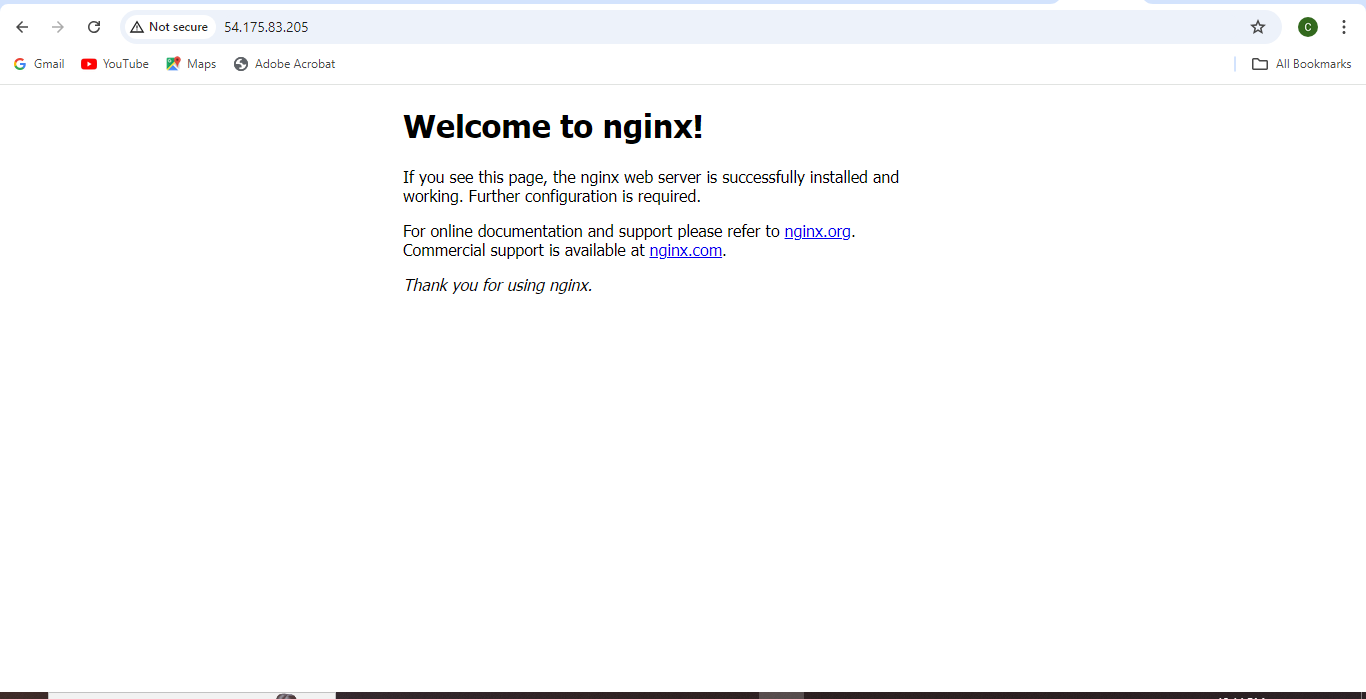 Not secure 54.175.83.205 C
Gmail YouTube Maps Adobe Acrobat All Bookmarks
Welcome to nginx!
If you see this page, the nginx web server is successfully installed and
working. Further configuration is required.
For online documentation and support please refer to nginx.org.
Commercial support is available at nginx.com.
Thank you for using nginx.